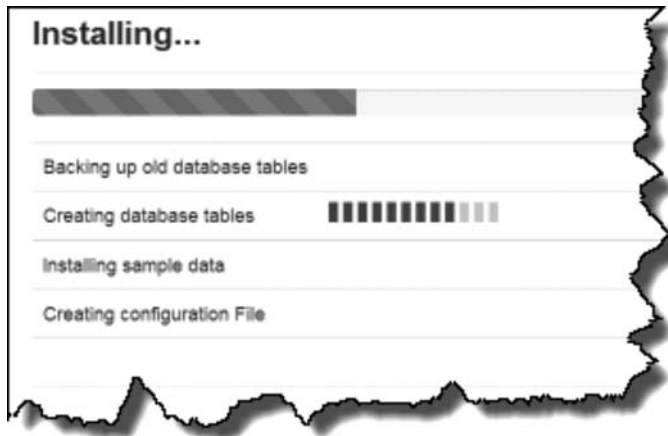 Installing...
Backing up old database tables
Creating database tables
Installing sample data
Creating configuration File